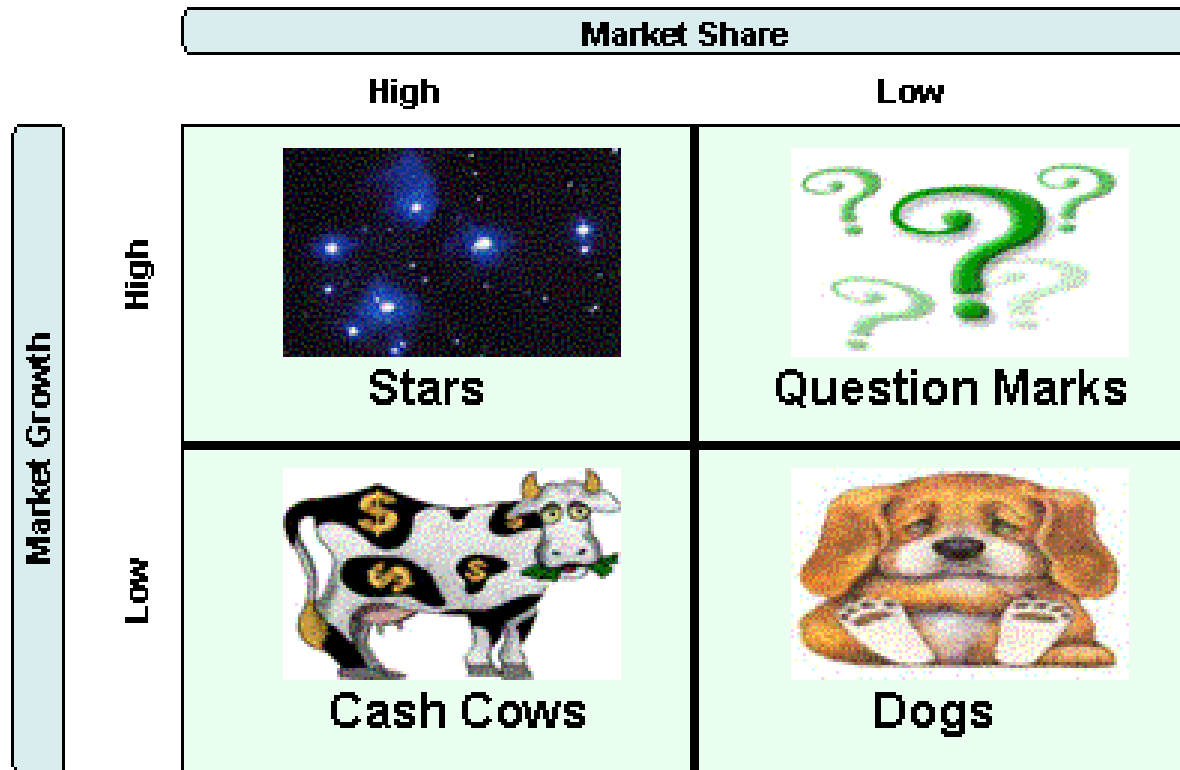 Market Share
High
Low
Market Growth
High
Stars
Question Marks
Low
$ $ $ $
Cash Cows
Dogs